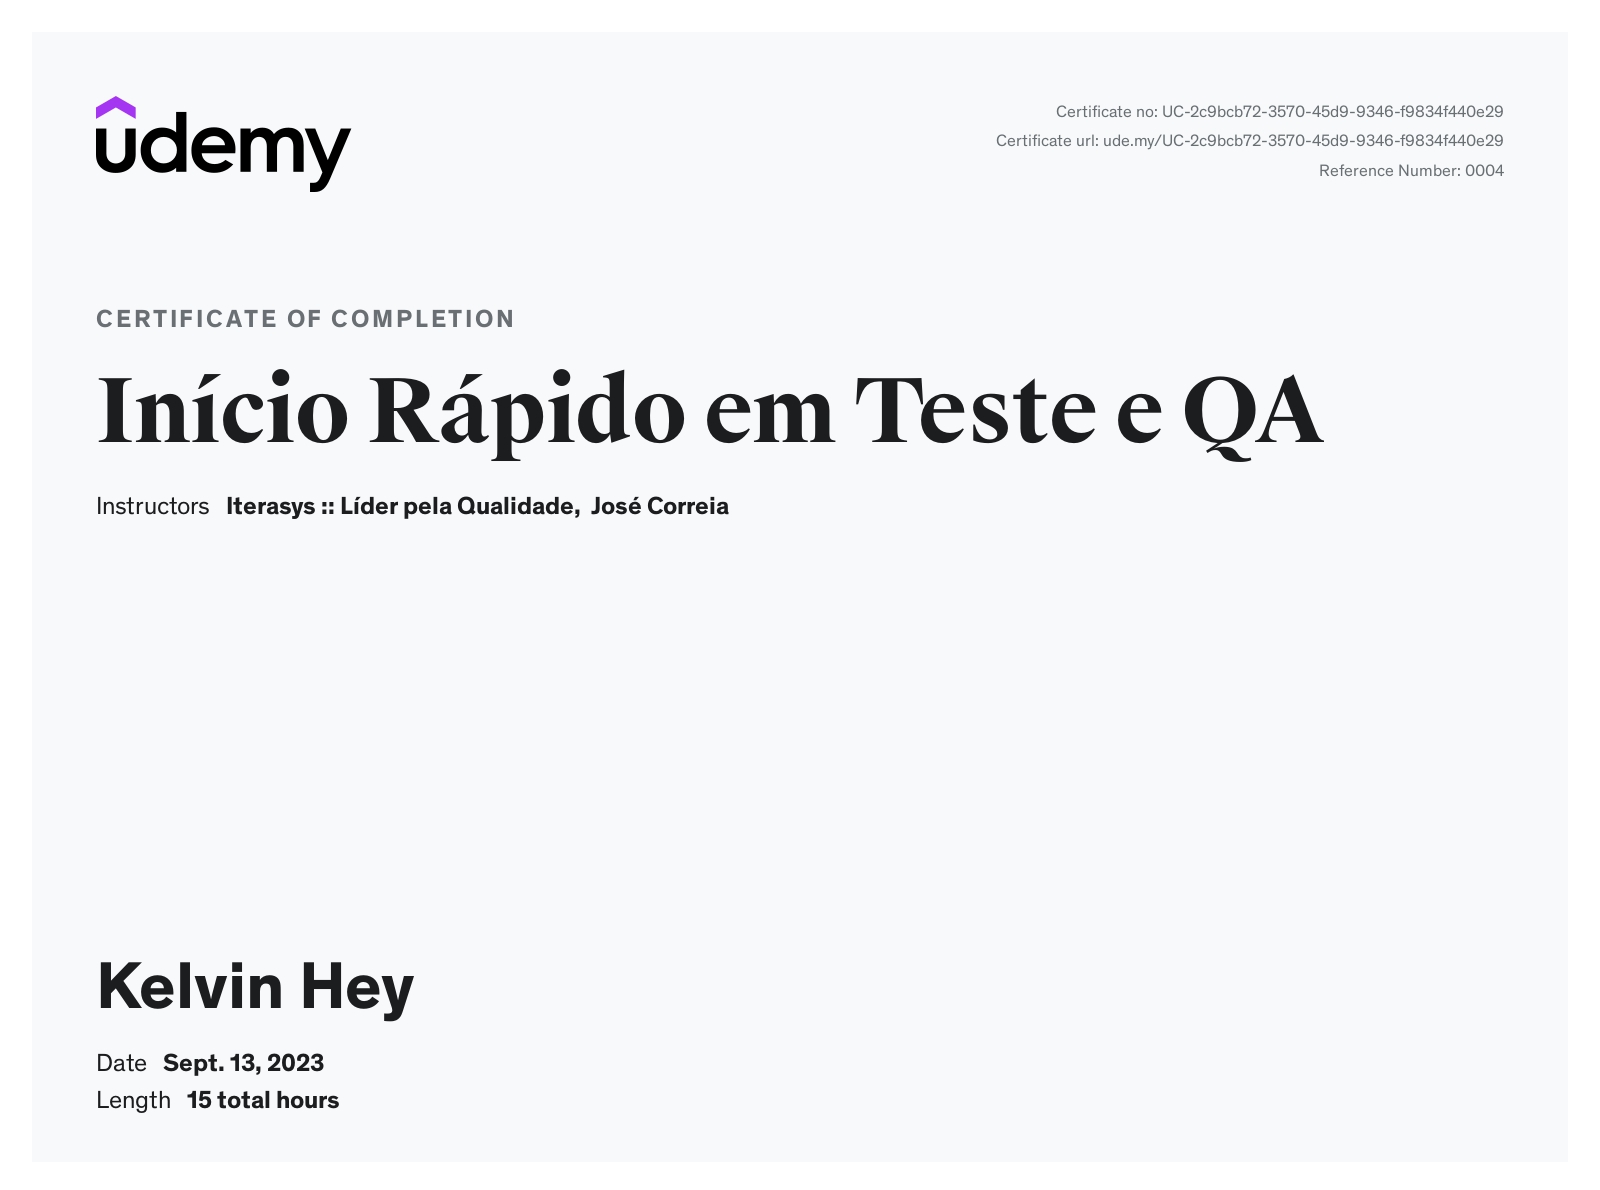 udemy
Certificate no: UC-2c9bcb72-3570-45d9-9346-f9834f440e29
Certificate url: ude.my/UC-2c9bcb72-3570-45d9-9346-f9834f440e29
Reference Number: 0004
CERTIFICATE OF COMPLETION
Início Rápido em Teste e QA
Instructors Iterasys :: Líder pela Qualidade, José Correia
Kelvin Hey
Date Sept. 13, 2023
Length 15 total hours